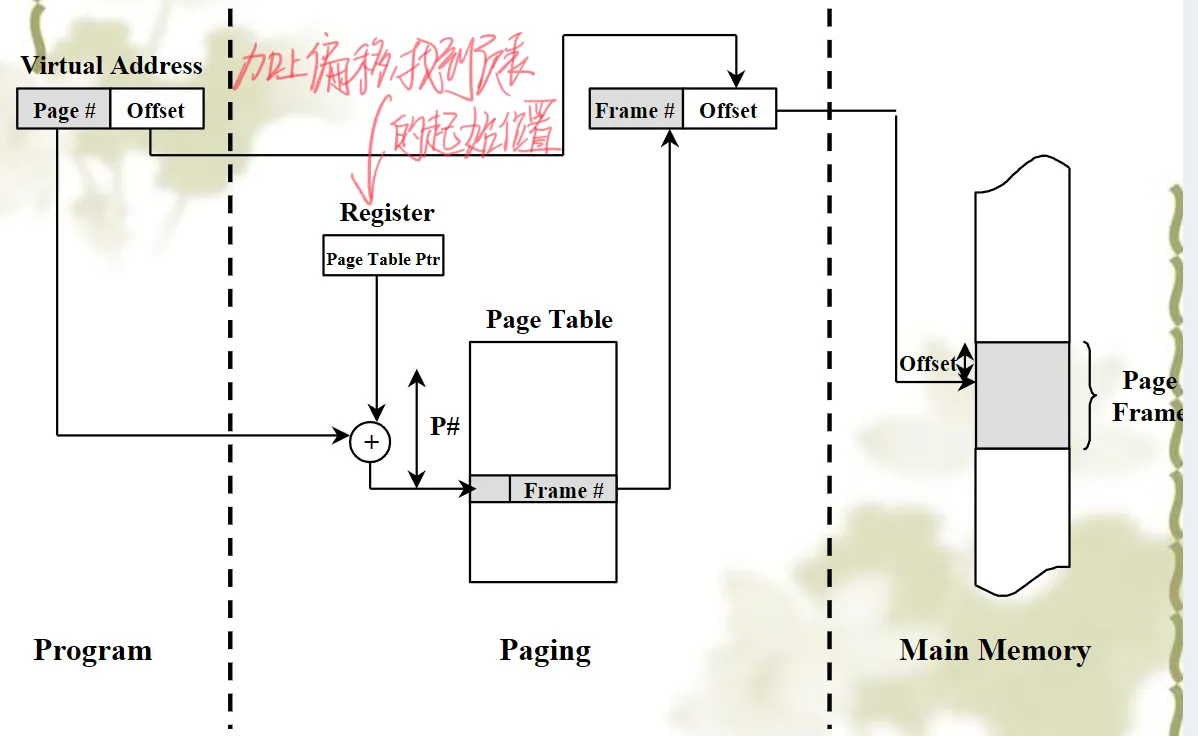 Virtual Address
Page # Offset
加上偏移,找到页表
的起始位置
Frame # Offset
Register
Page Table Ptr
Page Table
+
P#
Frame #
Offset
Page
Frame
Program
Paging
Main Memory